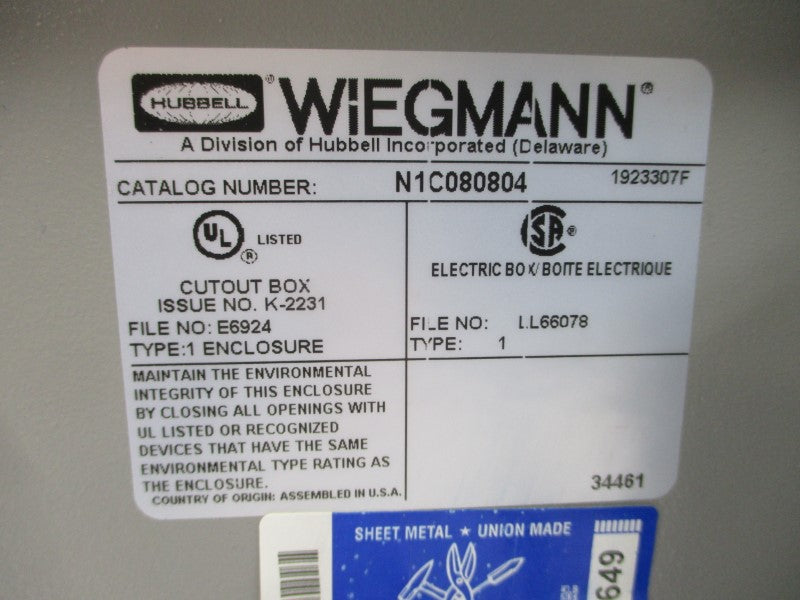 HUBBELL® WIEGMANN®
A Division of Hubbell Incorporated (Delaware)
CATALOG NUMBER: N1C080804 1923307F
UL® LISTED
CUTOUT BOX
ISSUE NO. K-2231
FILE NO: E6924
TYPE:1 ENCLOSURE
SA®
ELECTRIC BOX/BOITE ELECTRIQUE
FILE NO: LL66078
TYPE: 1
MAINTAIN THE ENVIRONMENTAL
INTEGRITY OF THIS ENCLOSURE
BY CLOSING ALL OPENINGS WITH
UL LISTED OR RECOGNIZED
DEVICES THAT HAVE THE SAME
ENVIRONMENTAL TYPE RATING AS
THE ENCLOSURE.
COUNTRY OF ORIGIN: ASSEMBLED IN U.S.A.
34461
SHEET METAL ★ UNION MADE
649